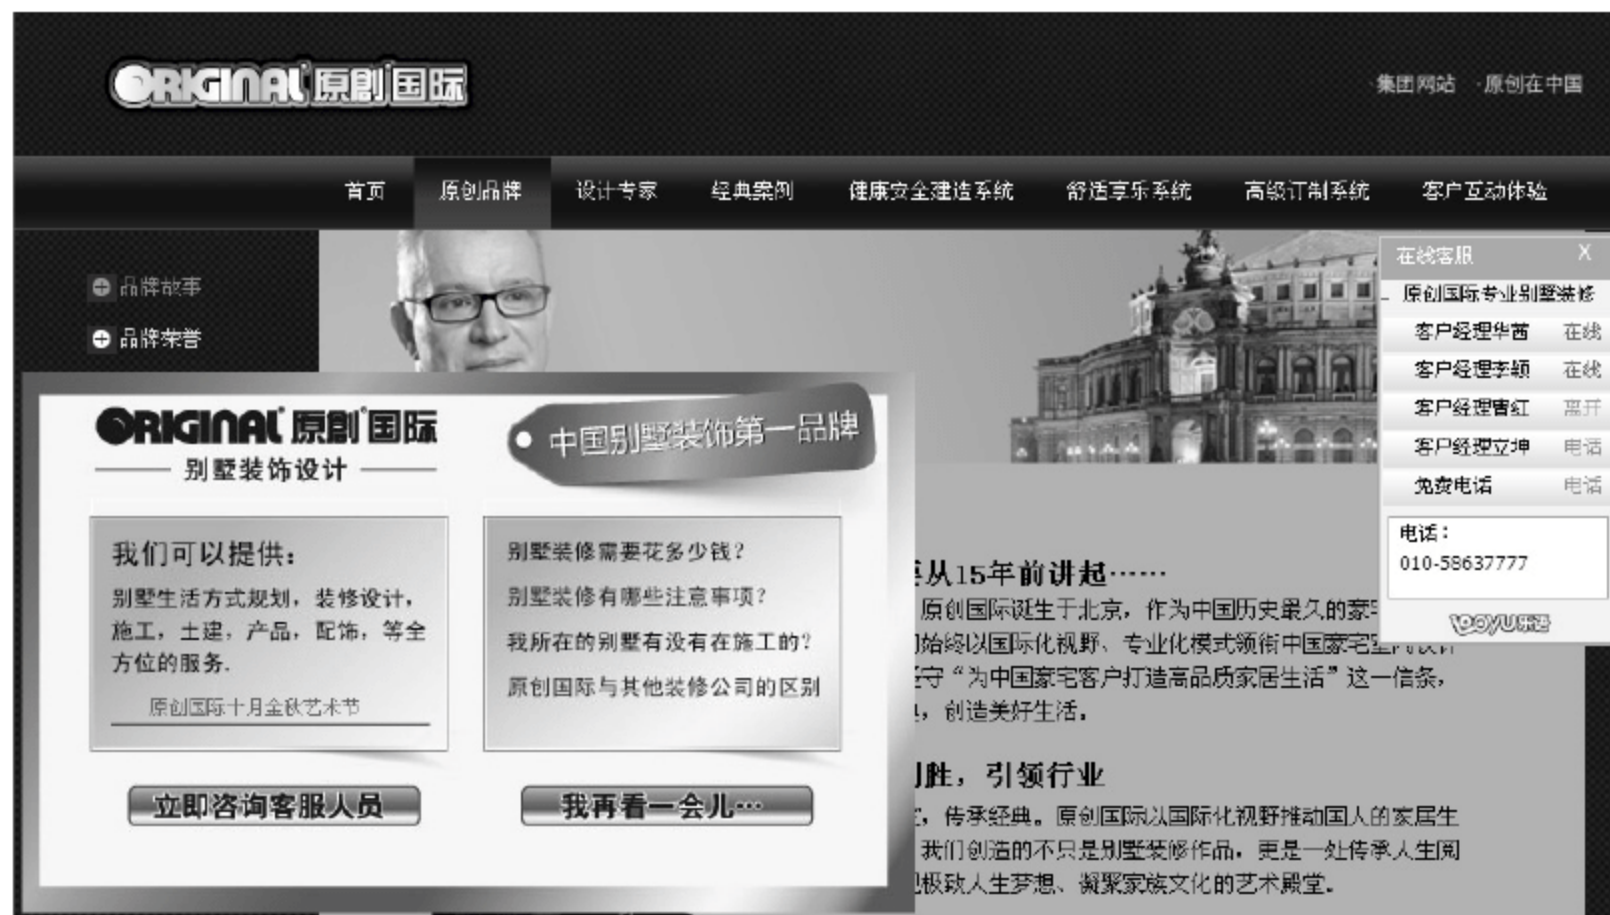 ORIGINAL 原創国际
·集团网站 ·原创在中国
首页 原创品牌 设计专家 经典案例 健康安全建造系统 舒适享乐系统 高级订制系统 客户互动体验
品牌故事
品牌荣誉
在线客服 X
原创国际专业别墅装修
客户经理华茜 在线
客户经理李颖 在线
客户经理曹红 离开
客户经理立坤 电话
免费电话 电话
电话：
010-58637777
乐语
ORIGINAL 原創国际
别墅装饰设计
中国别墅装饰第一品牌
我们可以提供：
别墅生活方式规划，装修设计，
施工，土建，产品，配饰，等全
方位的服务.
原创国际十月金秋艺术节
别墅装修需要花多少钱？
别墅装修有哪些注意事项？
我所在的别墅有没有在施工的？
原创国际与其他装修公司的区别
立即咨询客服人员
我再看一会儿…
从15年前讲起……
原创国际诞生于北京，作为中国历史最久的豪
始终以国际化视野、专业化模式领衔中国豪宅室内设计
守“为中国豪宅客户打造高品质家居生活”这一信条，
，创造美好生活。
胜，引领行业
，传承经典。原创国际以国际化视野推动国人的家居生
我们创造的不只是别墅装修作品，更是一处传承人生阅
极致人生梦想、凝聚家族文化的艺术殿堂。